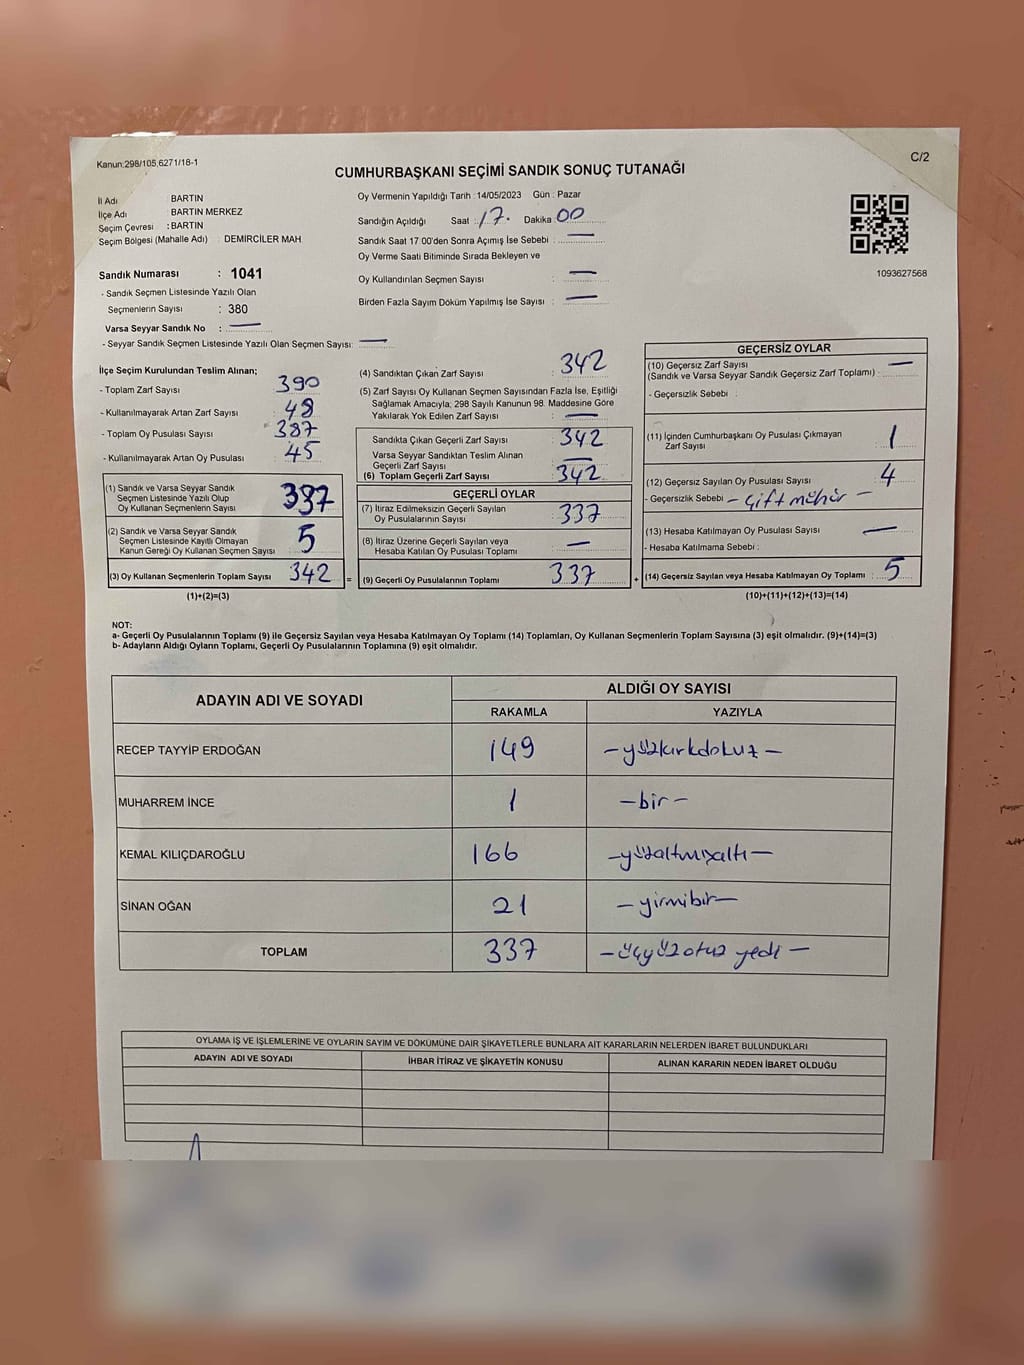 Kanun:298/105,6271/18-1
C/2
CUMHURBAŞKANI SEÇİMİ SANDIK SONUÇ TUTANAĞI
İl Adı : BARTIN
İlçe Adı : BARTIN MERKEZ
Seçim Çevresi : BARTIN
Seçim Bölgesi (Mahalle Adı) : DEMİRCİLER MAH
Sandık Numarası : 1041
- Sandık Seçmen Listesinde Yazılı Olan
Seçmenlerin Sayısı : 380
Varsa Seyyar Sandık No : —
- Seyyar Sandık Seçmen Listesinde Yazılı Olan Seçmen Sayısı: —
Oy Vermenin Yapıldığı Tarih : 14/05/2023 Gün : Pazar
Sandığın Açıldığı Saat : 17. Dakika 00
Sandık Saat 17:00'den Sonra Açımış İse Sebebi : —
Oy Verme Saati Bitiminde Sırada Bekleyen ve
Oy Kullandırılan Seçmen Sayısı : —
Birden Fazla Sayım Döküm Yapılmış İse Sayısı : —
1093627568
İlçe Seçim Kurulundan Teslim Alınan;
- Toplam Zarf Sayısı 390
- Kullanılmayarak Artan Zarf Sayısı 48
- Toplam Oy Pusulası Sayısı 387
- Kullanılmayarak Artan Oy Pusulası 45
(1) Sandık ve Varsa Seyyar Sandık
Seçmen Listesinde Yazılı Olup
Oy Kullanan Seçmenlerin Sayısı 337
(2) Sandık ve Varsa Seyyar Sandık
Seçmen Listesinde Kayıtlı Olmayan
Kanun Gereği Oy Kullanan Seçmen Sayısı 5
(3) Oy Kullanan Seçmenlerin Toplam Sayısı 342
(1)+(2)=(3)
(4) Sandıktan Çıkan Zarf Sayısı : 342
(5) Zarf Sayısı Oy Kullanan Seçmen Sayısından Fazla İse, Eşitliği
Sağlamak Amacıyla, 298 Sayılı Kanunun 98. Maddesine Göre
Yakılarak Yok Edilen Zarf Sayısı : —
Sandıkta Çıkan Geçerli Zarf Sayısı 342
Varsa Seyyar Sandıktan Teslim Alınan
Geçerli Zarf Sayısı —
(6) Toplam Geçerli Zarf Sayısı 342
GEÇERLİ OYLAR
(7) İtiraz Edilmeksizin Geçerli Sayılan
Oy Pusulalarının Sayısı 337
(8) İtiraz Üzerine Geçerli Sayılan veya
Hesaba Katılan Oy Pusulası Toplamı —
= (9) Geçerli Oy Pusulalarının Toplamı 337
GEÇERSİZ OYLAR
(10) Geçersiz Zarf Sayısı
(Sandık ve Varsa Seyyar Sandık Geçersiz Zarf Toplamı) : —
- Geçersizlik Sebebi :
(11) İçinden Cumhurbaşkanı Oy Pusulası Çıkmayan
Zarf Sayısı 1
(12) Geçersiz Sayılan Oy Pusulası Sayısı : 4
- Geçersizlik Sebebi – çift mühür –
(13) Hesaba Katılmayan Oy Pusulası Sayısı : —
- Hesaba Katılmama Sebebi :
+ (14) Geçersiz Sayılan veya Hesaba Katılmayan Oy Toplamı : 5
(10)+(11)+(12)+(13)=(14)
NOT:
a- Geçerli Oy Pusulalarının Toplamı (9) ile Geçersiz Sayılan veya Hesaba Katılmayan Oy Toplamı (14) Toplamları, Oy Kullanan Seçmenlerin Toplam Sayısına (3) eşit olmalıdır. (9)+(14)=(3)
b- Adayların Aldığı Oyların Toplamı, Geçerli Oy Pusulalarının Toplamına (9) eşit olmalıdır.
ADAYIN ADI VE SOYADI ALDIĞI OY SAYISI
RAKAMLA YAZIYLA
RECEP TAYYİP ERDOĞAN 149 –yüzkırkdokuz–
MUHARREM İNCE 1 –bir–
KEMAL KILIÇDAROĞLU 166 –yüzaltmışaltı–
SİNAN OĞAN 21 –yirmibir–
TOPLAM 337 –üçyüzotuz yedi–
OYLAMA İŞ VE İŞLEMLERİNE VE OYLARIN SAYIM VE DÖKÜMÜNE DAİR ŞİKAYETLERLE BUNLARA AİT KARARLARIN NELERDEN İBARET BULUNDUKLARI
ADAYIN ADI VE SOYADI İHBAR İTİRAZ VE ŞİKAYETİN KONUSU ALINAN KARARIN NEDEN İBARET OLDUĞU